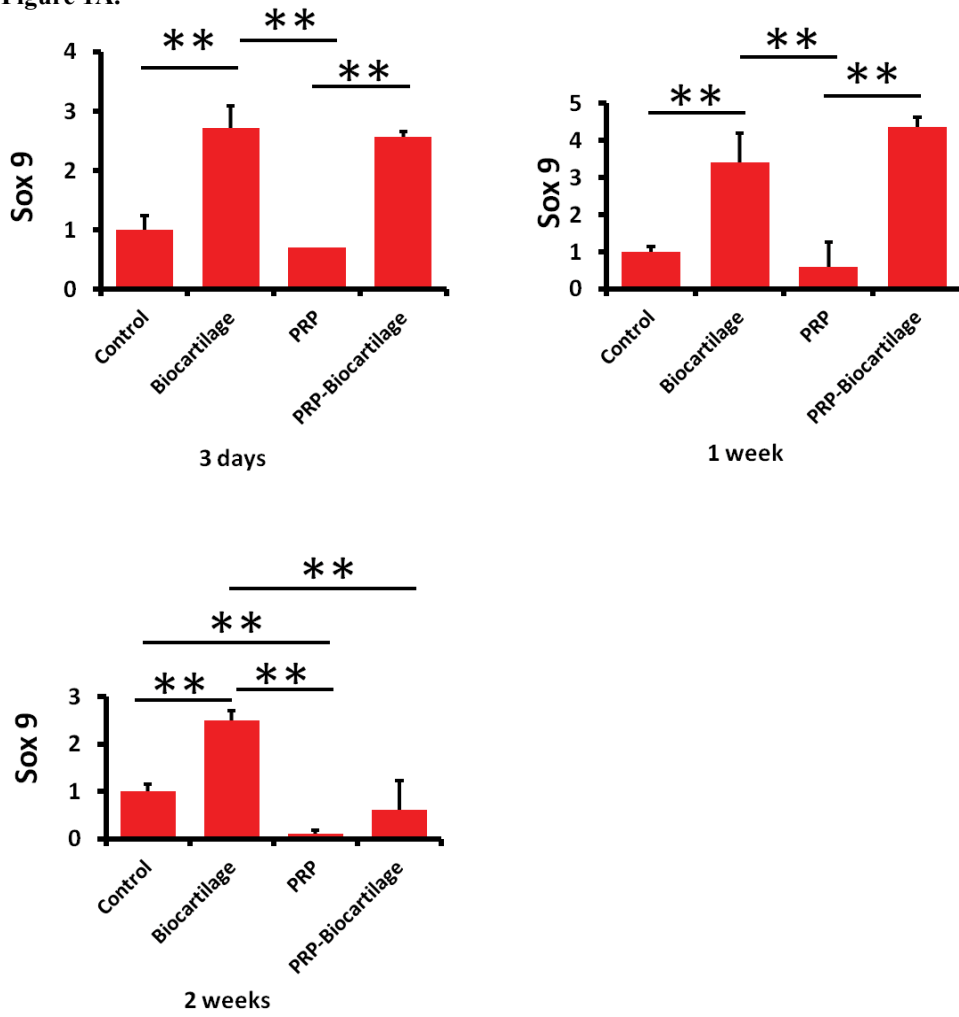 Figure 1A.
**
**
**
4
3
2
1
0
Sox 9
Control
Biocartilage
PRP
PRP-Biocartilage
3 days
**
**
**
5
4
3
2
1
0
Sox 9
Control
Biocartilage
PRP
PRP-Biocartilage
1 week
**
**
**
**
3
2
1
0
Sox 9
Control
Biocartilage
PRP
PRP-Biocartilage
2 weeks